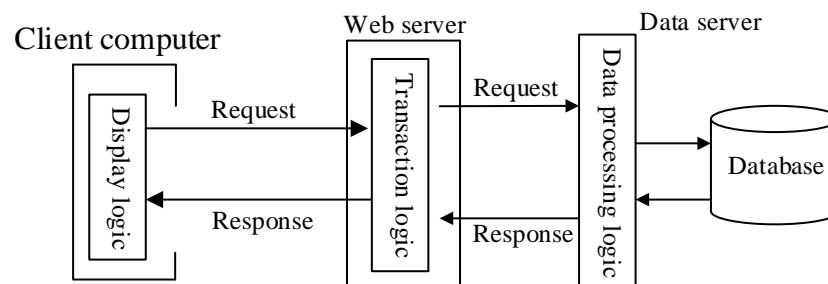 Client computer
Web server
Data server
Display logic
Request
Response
Transaction logic
Request
Response
Data processing logic
Database